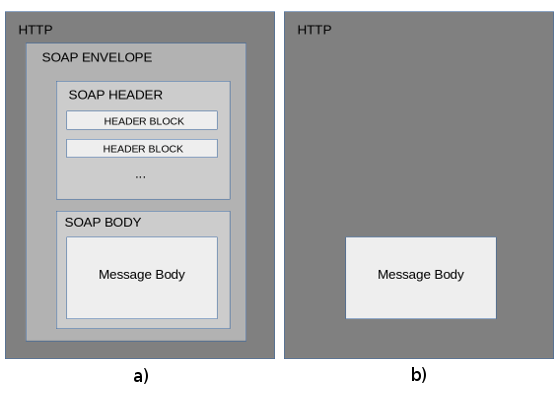 HTTP
SOAP ENVELOPE
SOAP HEADER
HEADER BLOCK
HEADER BLOCK
...
SOAP BODY
Message Body
a)
HTTP
Message Body
b)